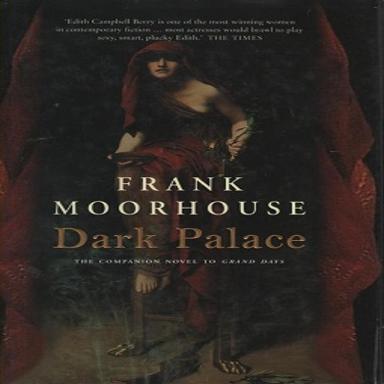 'Edith Campbell Berry is one of the most winning women
in contemporary fiction ... most actresses would brawl to play
sexy, smart, plucky Edith.' THE TIMES
FRANK
MOORHOUSE
Dark Palace
THE COMPANION NOVEL TO GRAND DAYS